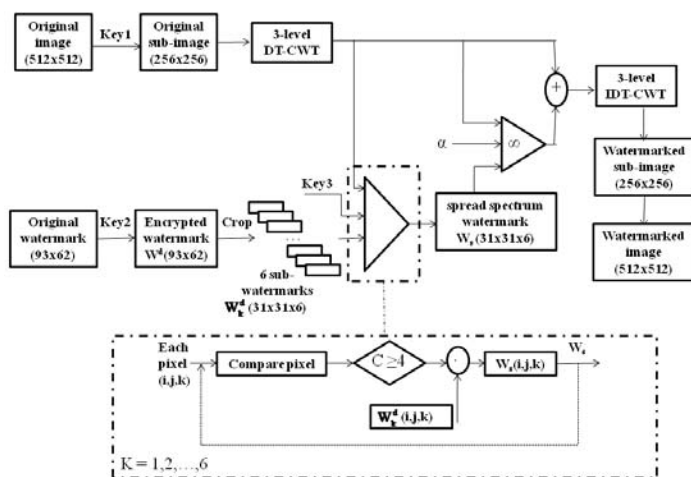 Original
image
(512x512)
Key1
Original
sub-image
(256x256)
3-level
DT-CWT
+
3-level
IDT-CWT
α
∞
Watermarked
sub-image
(256x256)
Key3
Original
watermark
(93x62)
Key2
Encrypted
watermark
W^d(93x62)
Crop
...
6 sub-
watermarks
W_k^d (31x31x6)
spread spectrum
watermark
W_s (31x31x6)
Watermarked
image
(512x512)
Each
pixel
(i,j,k)
Compare pixel
C ≥4
.
W_s(i,j,k)
W_s
W_k^d (i,j,k)
K = 1,2,...,6